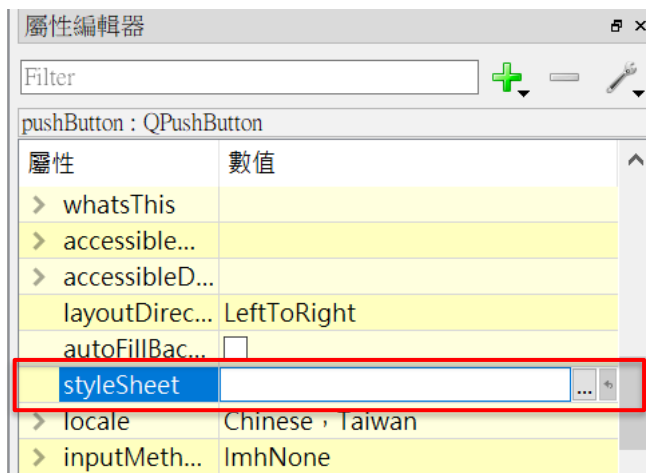 屬性編輯器
Filter
pushButton : QPushButton
屬性 數值
whatsThis
accessible...
accessibleD...
layoutDirec... LeftToRight
autoFillBac...
styleSheet ...
locale Chinese，Taiwan
inputMeth... ImhNone